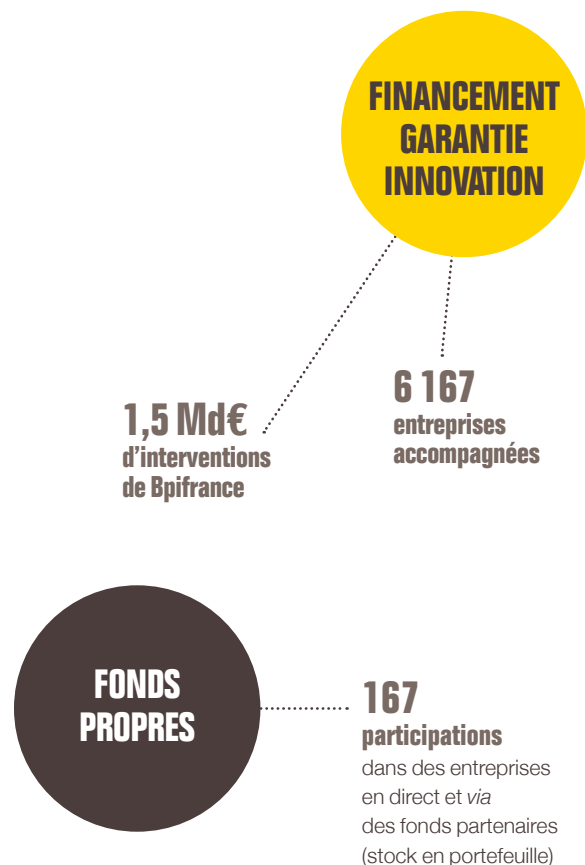 FINANCEMENT
GARANTIE
INNOVATION
1,5 Md€
d'interventions
de Bpifrance
6 167
entreprises
accompagnées
FONDS
PROPRES
167
participations
dans des entreprises
en direct et via
des fonds partenaires
(stock en portefeuille)